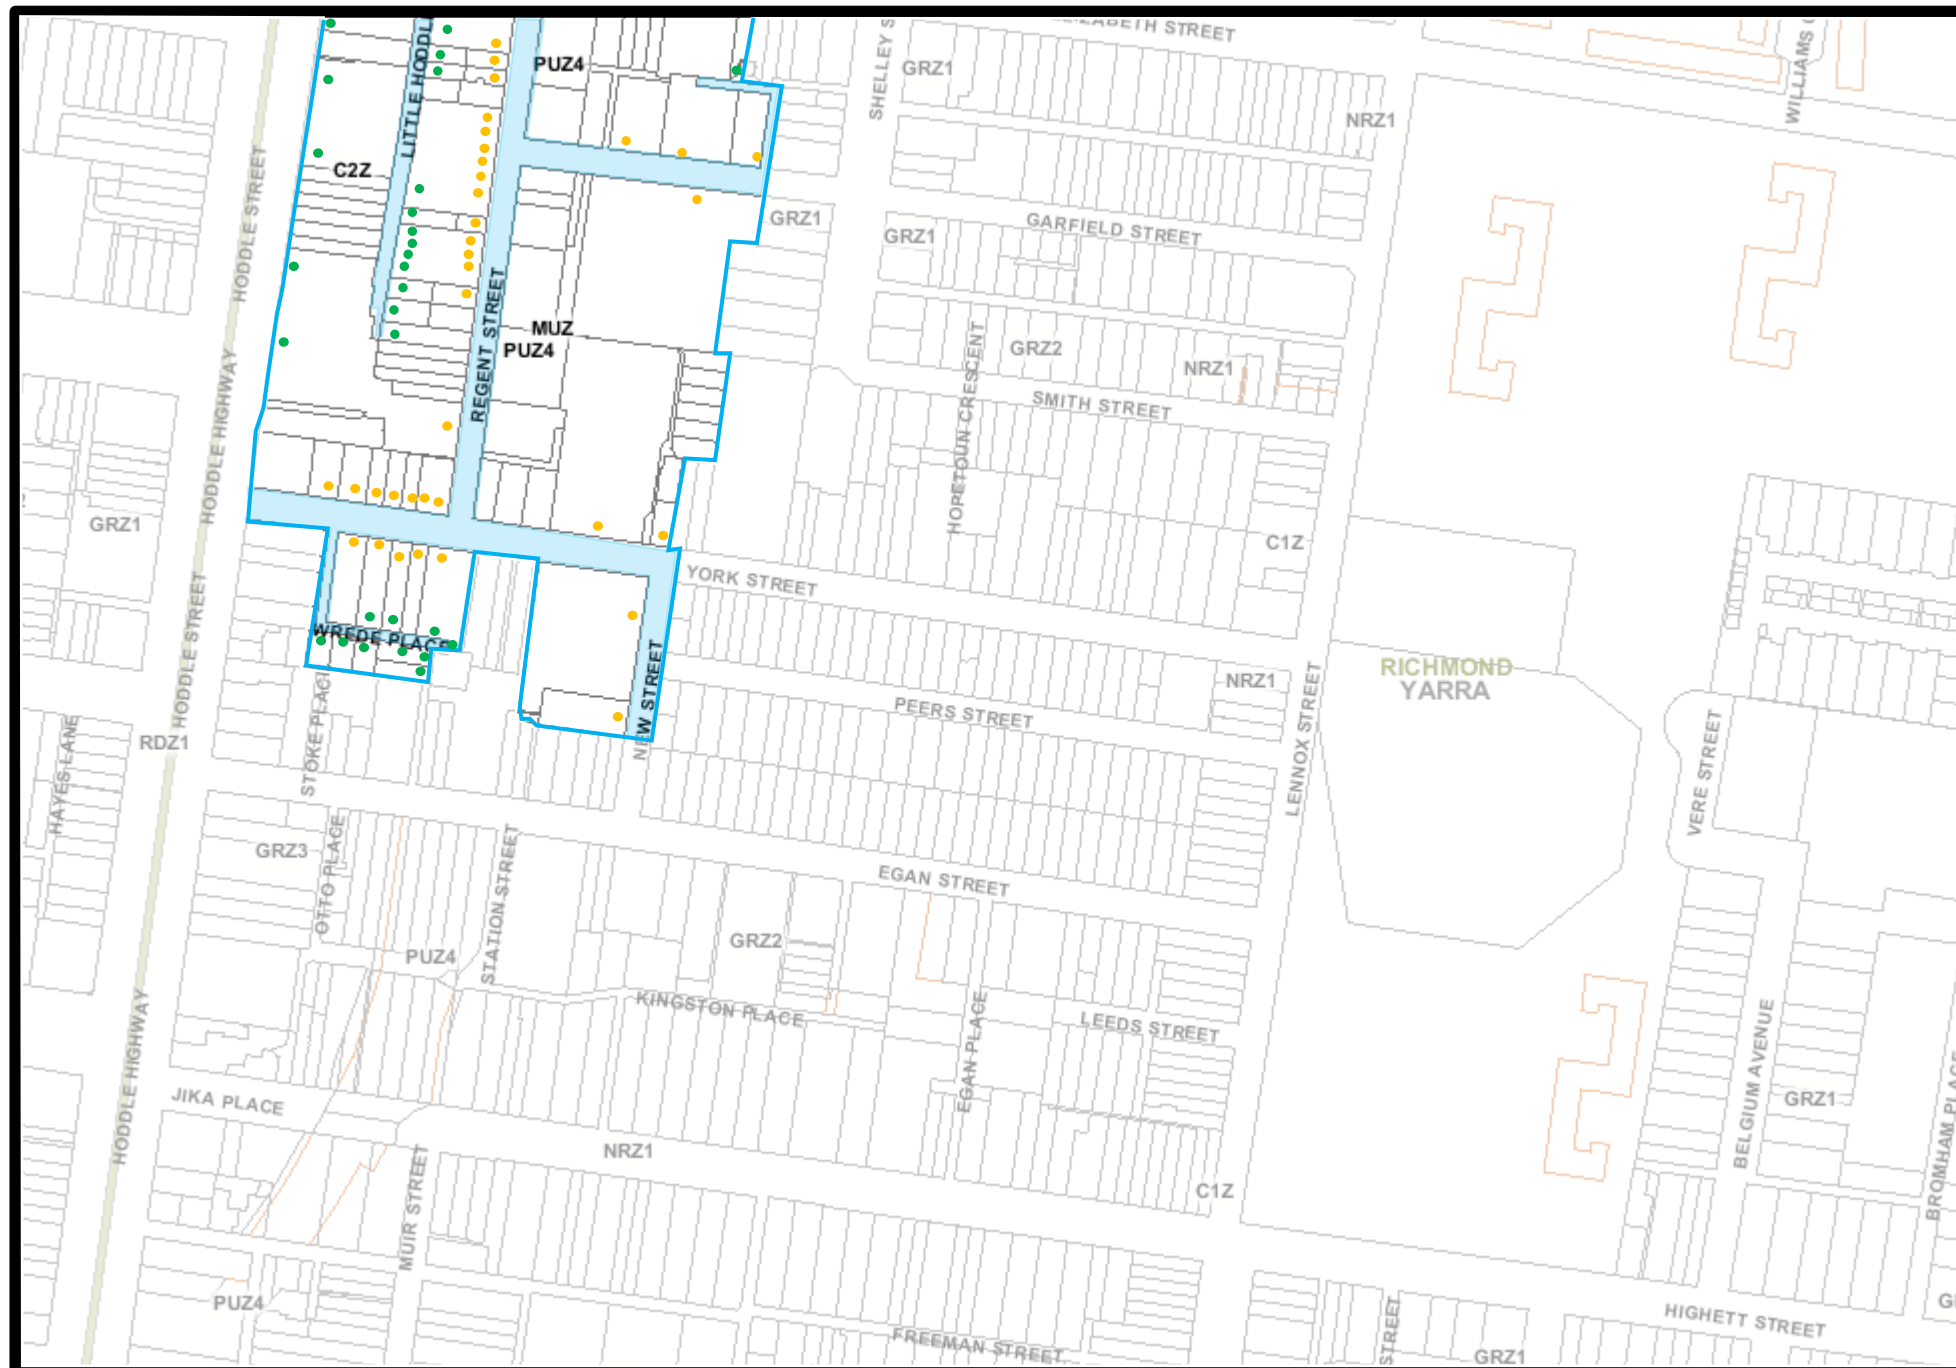 ZABETH STREET
WILLIAMS
SHELLEY S
GRZ1
PUZ4
LITTLE HODDL
NRZ1
C2Z
HODDLE STREET
GRZ1
GRZ1
GARFIELD STREET
REGENT STREET
MUZ
PUZ4
GRZ2
NRZ1
HOPETOUN CRESCENT
SMITH STREET
HODDLE HIGHWAY
GRZ1
C1Z
YORK STREET
WREDE PLACE
HODDLE STREET
NEW STREET
NRZ1
RICHMOND
YARRA
LENNOX STREET
PEERS STREET
STOKE PLACE
RDZ1
HAYES LANE
VERE STREET
GRZ3
OTTO PLACE
STATION STREET
EGAN STREET
PUZ4
GRZ2
KINGSTON PLACE
EGAN PLACE
LEEDS STREET
HODDLE HIGHWAY
BELGIUM AVENUE
GRZ1
BROMHAM PLACE
JIKA PLACE
NRZ1
MUIR STREET
C1Z
PUZ4
FREEMAN STREET
STREET
GRZ1
HIGHETT STREET